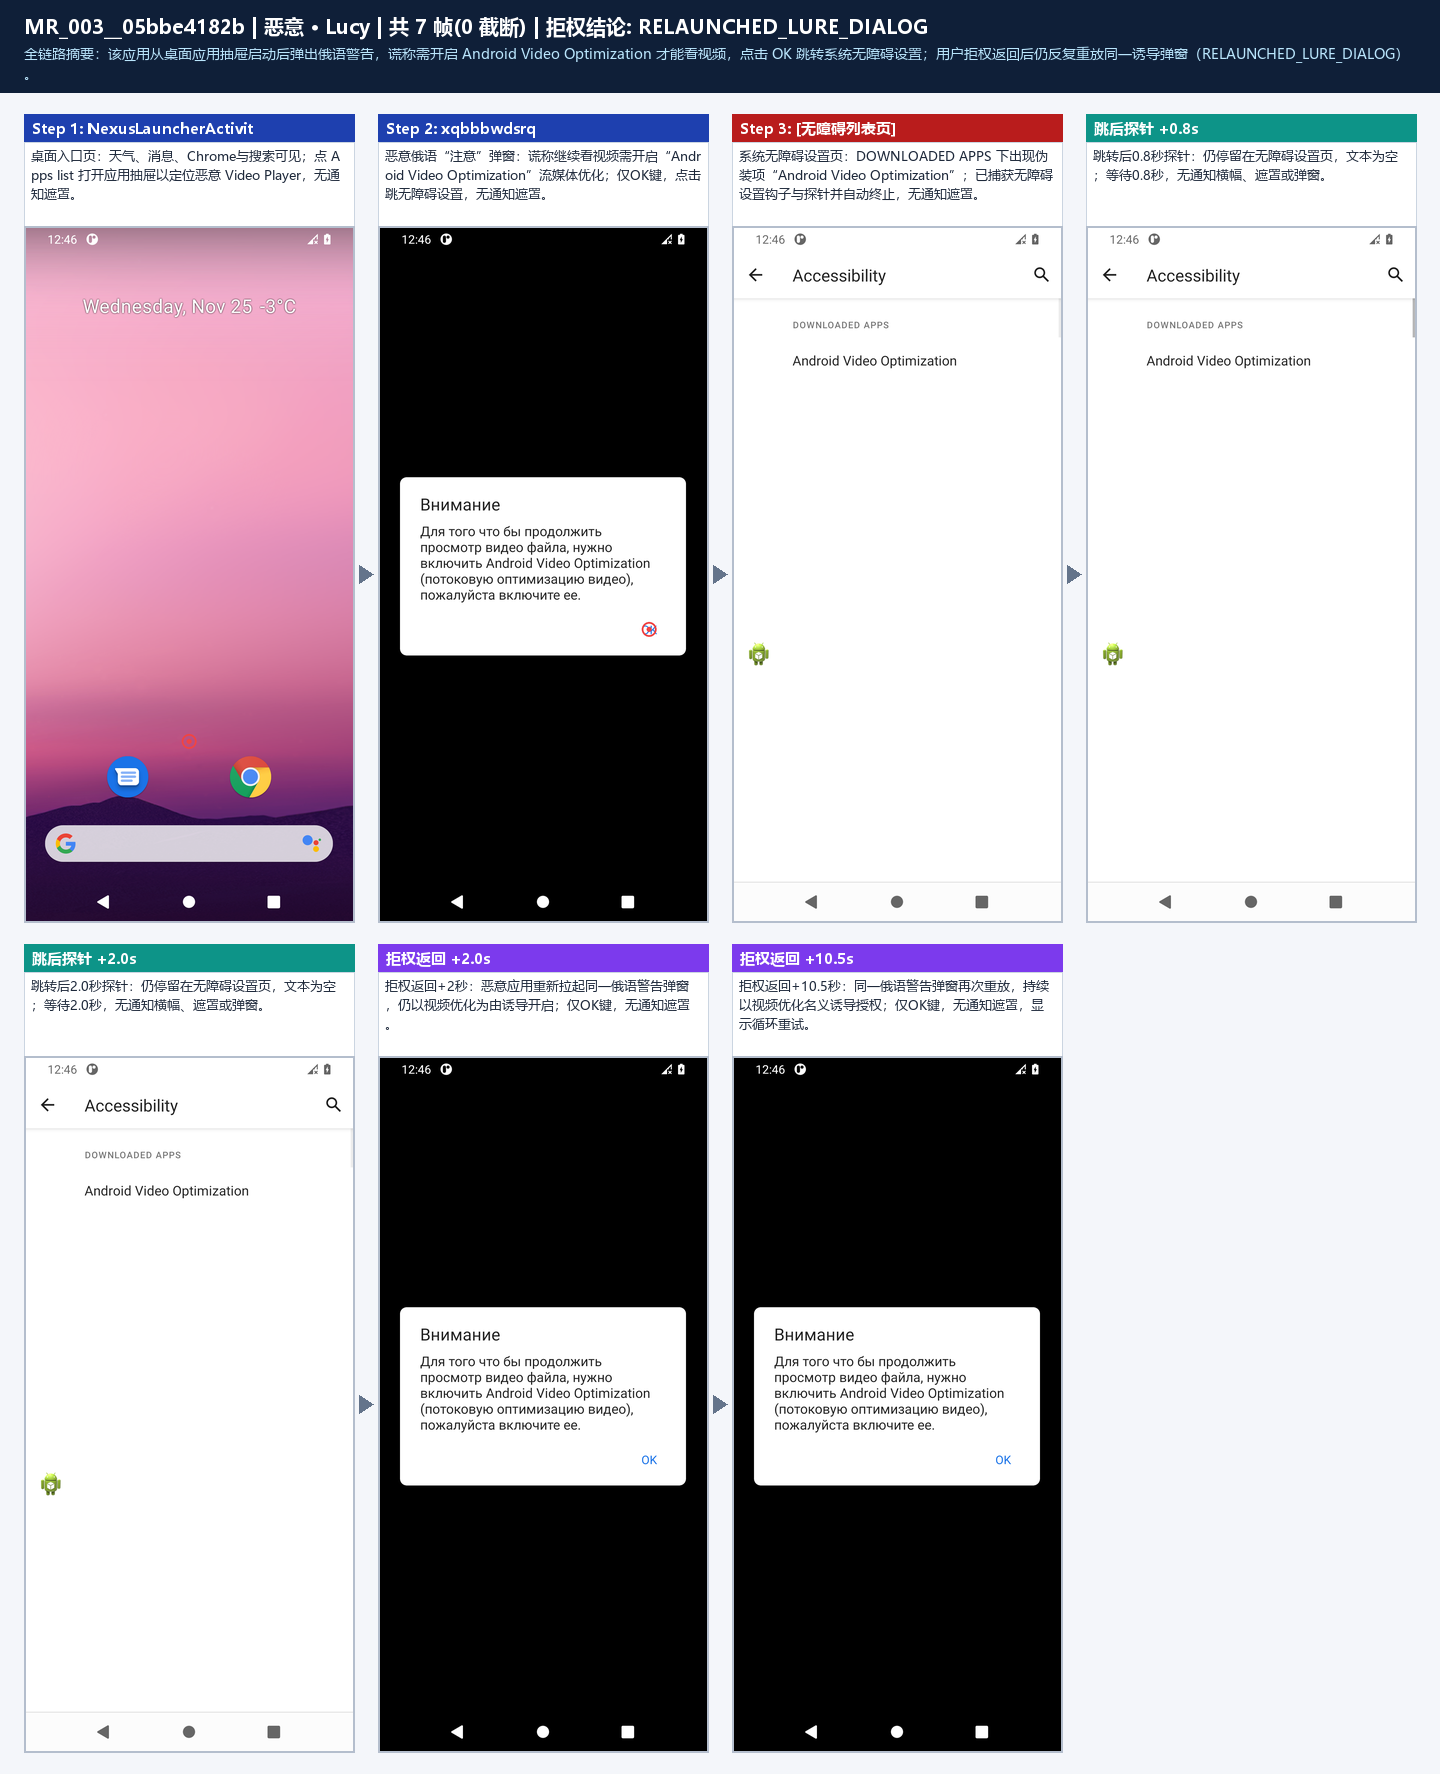 MR_003__05bbe4182b | 恶意 • Lucy | 共 7 帧(0 截断) | 拒权结论: RELAUNCHED_LURE_DIALOG
全链路摘要：该应用从桌面应用抽屉启动后弹出俄语警告，谎称需开启 Android Video Optimization 才能看视频，点击 OK 跳转系统无障碍设置；用户拒权返回后仍反复重放同一诱导弹窗（RELAUNCHED_LURE_DIALOG）
。
Step 1: NexusLauncherActivit
桌面入口页：天气、消息、Chrome与搜索可见；点 A
pps list 打开应用抽屉以定位恶意 Video Player，无通
知遮罩。
12:46
Wednesday, Nov 25 -3°C
Step 2: xqbbbwdsrq
恶意俄语“注意”弹窗：谎称继续看视频需开启“Andr
oid Video Optimization”流媒体优化；仅OK键，点击
跳无障碍设置，无通知遮罩。
12:46
Внимание
Для того что бы продолжить
просмотр видео файла, нужно
включить Android Video Optimization
(потоковую оптимизацию видео),
пожалуйста включите ее.
Step 3: [无障碍列表页]
系统无障碍设置页：DOWNLOADED APPS 下出现伪
装项“Android Video Optimization”；已捕获无障碍
设置钩子与探针并自动终止，无通知遮罩。
12:46
Accessibility
DOWNLOADED APPS
Android Video Optimization
跳转探针 +0.8s
跳转后0.8秒探针：仍停留在无障碍设置页，文本为空
；等待0.8秒，无通知横幅、遮罩或弹窗。
12:46
Accessibility
DOWNLOADED APPS
Android Video Optimization
跳后探针 +2.0s
跳转后2.0秒探针：仍停留在无障碍设置页，文本为空
；等待2.0秒，无通知横幅、遮罩或弹窗。
12:46
Accessibility
DOWNLOADED APPS
Android Video Optimization
拒权返回 +2.0s
拒权返回+2秒：恶意应用重新拉起同一俄语警告弹窗
，仍以视频优化为由诱导开启；仅OK键，无通知遮罩
。
12:46
Внимание
Для того что бы продолжить
просмотр видео файла, нужно
включить Android Video Optimization
(потоковую оптимизацию видео),
пожалуйста включите ее.
OK
拒权返回 +10.5s
拒权返回+10.5秒：同一俄语警告弹窗再次重放，持续
以视频优化名义诱导授权；仅OK键，无通知遮罩，显
示循环重试。
12:46
Внимание
Для того что бы продолжить
просмотр видео файла, нужно
включить Android Video Optimization
(потоковую оптимизацию видео),
пожалуйста включите ее.
OK